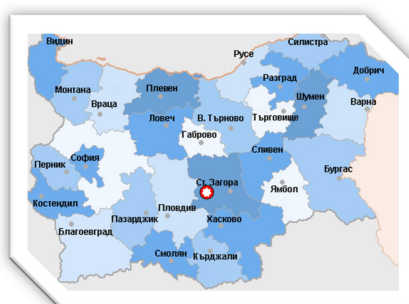 Видин
Русе
Силистра
Монтана
Плевен
Разград
Добрич
Враца
Шумен
Варна
Ловеч
В. Търново
Търговище
Габрово
Перник
София
Сливен
Бургас
Ст. Загора
Ямбол
Костендил
Пазарджик
Пловдив
Хасково
Благоевград
Смолян
Кърджали